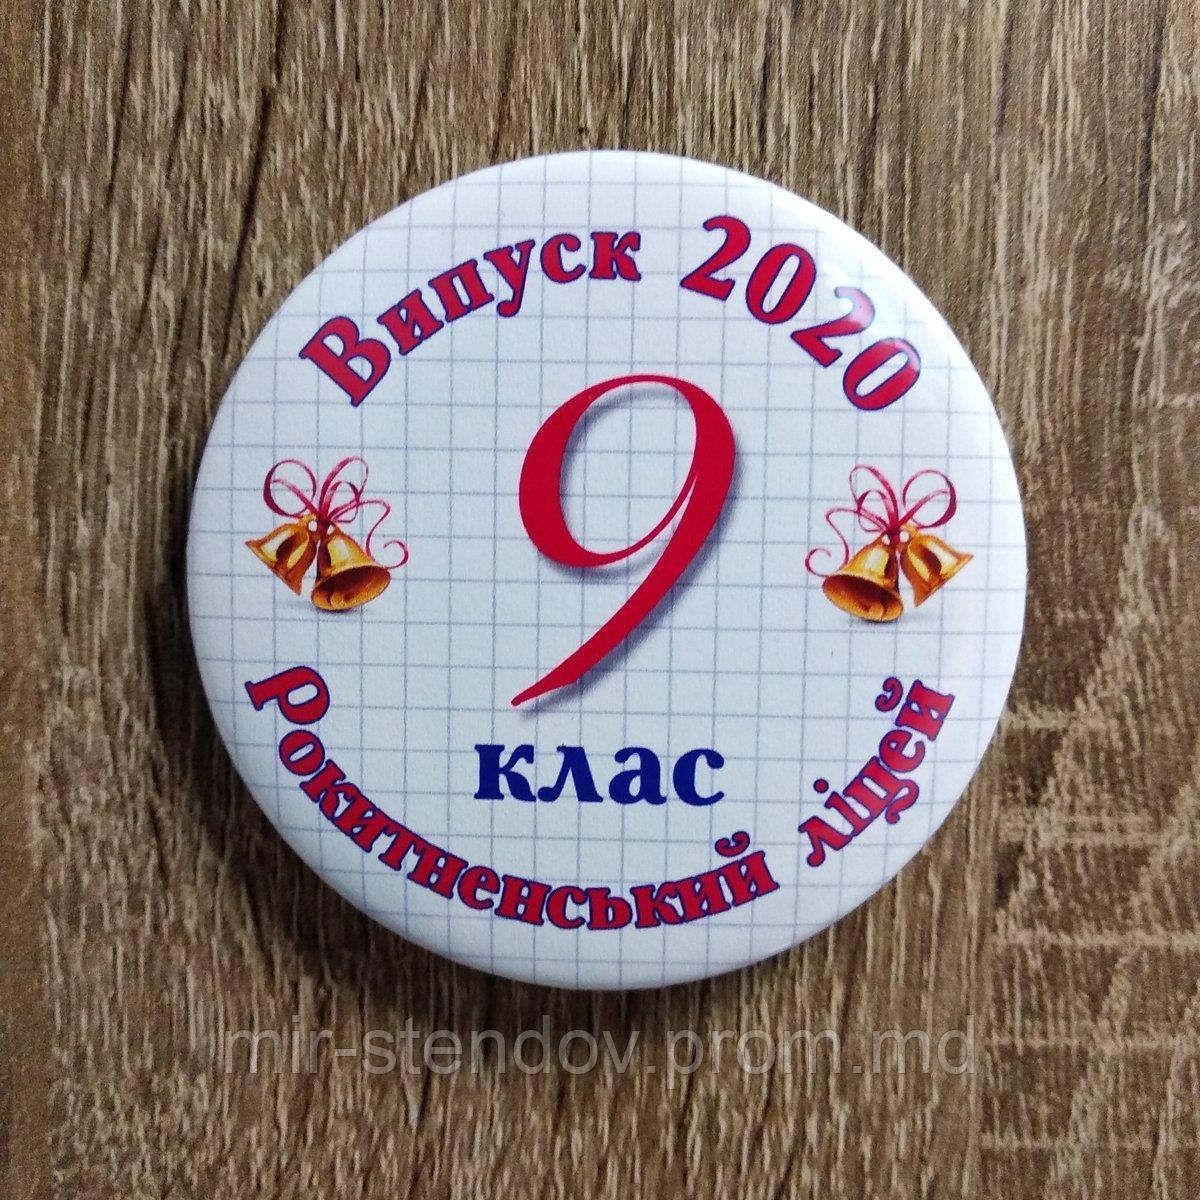 Випуск 2020
9
клас
Рокитненський ліцей
mir-stendov.prom.md